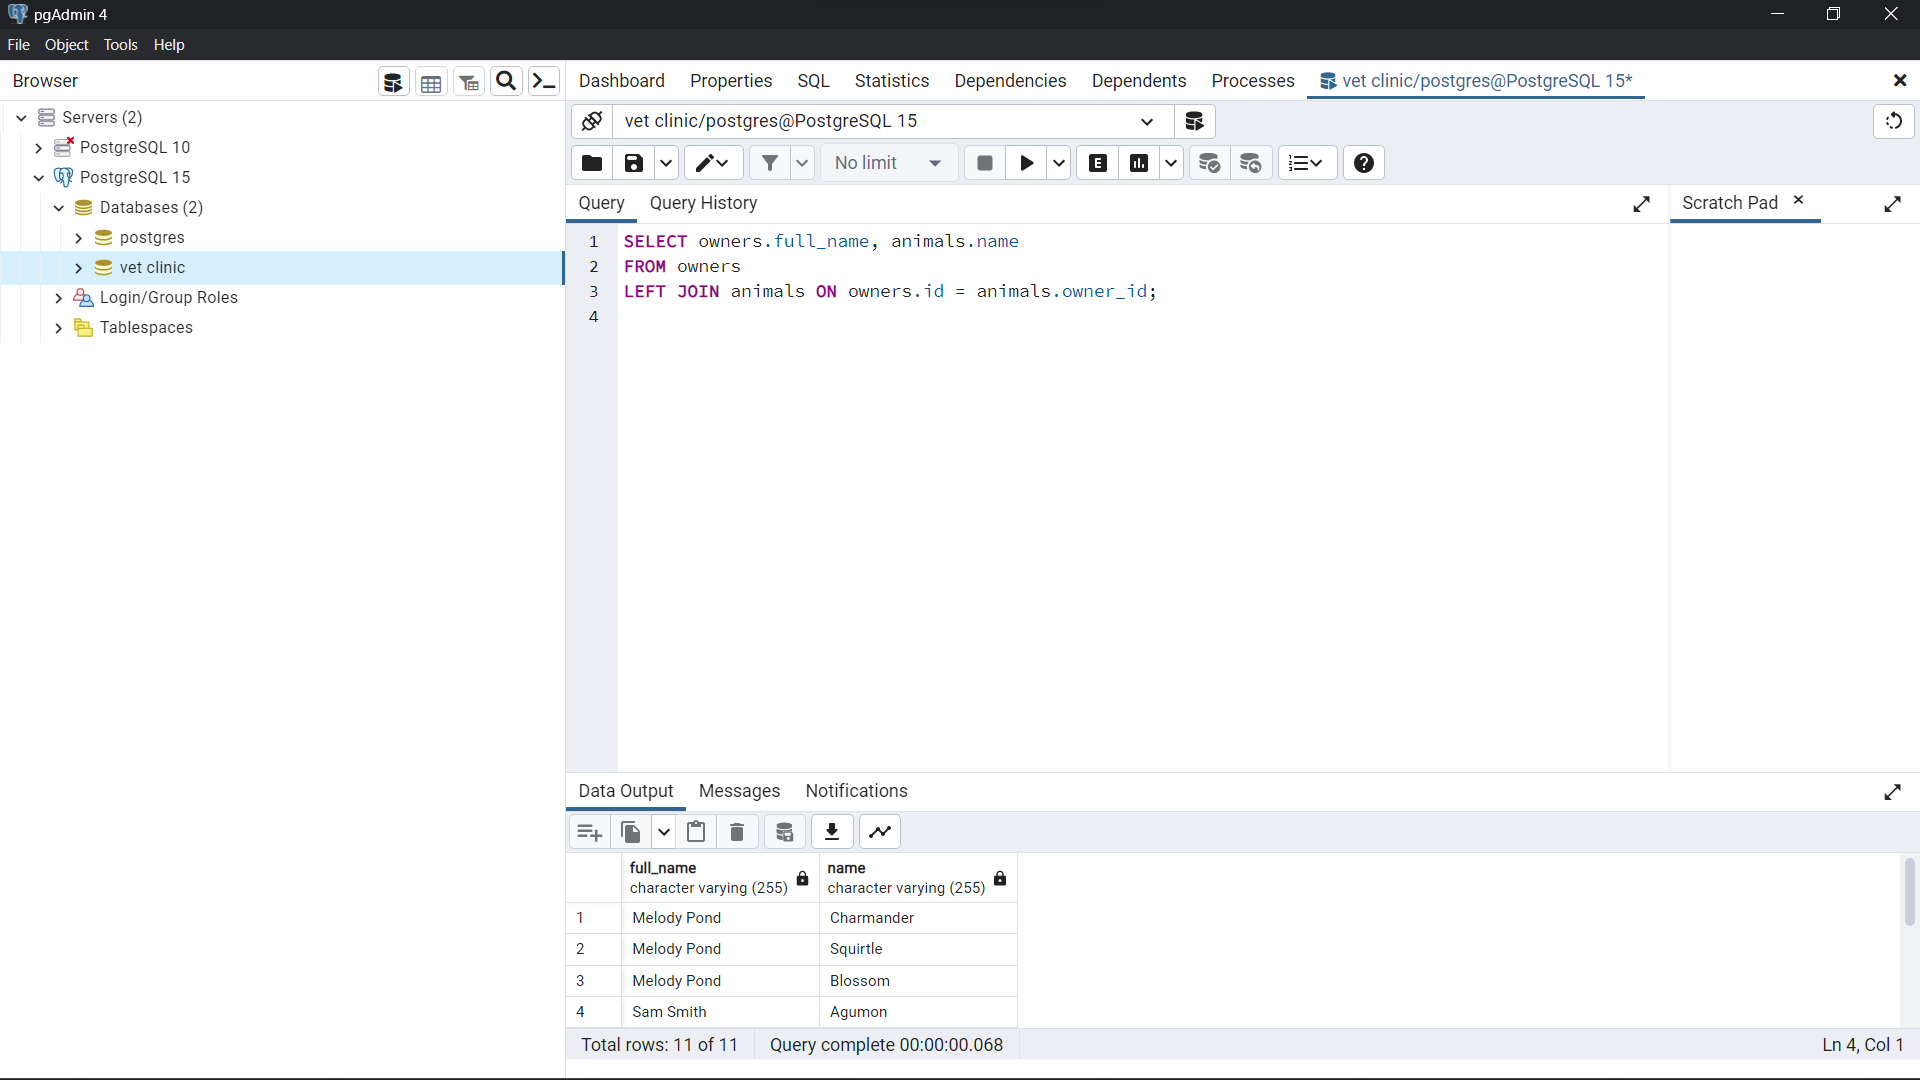 pgAdmin 4
File Object Tools Help
Browser
Dashboard Properties SQL Statistics Dependencies Dependents Processes vet clinic/postgres@PostgreSQL 15*
Servers (2)
PostgreSQL 10
PostgreSQL 15
Databases (2)
postgres
vet clinic
Login/Group Roles
Tablespaces
vet clinic/postgres@PostgreSQL 15
No limit
E
Query Query History
Scratch Pad
1 SELECT owners.full_name, animals.name
2 FROM owners
3 LEFT JOIN animals ON owners.id = animals.owner_id;
4
Data Output Messages Notifications
full_name name
character varying (255) character varying (255)
1 Melody Pond Charmander
2 Melody Pond Squirtle
3 Melody Pond Blossom
4 Sam Smith Agumon
Total rows: 11 of 11 Query complete 00:00:00.068 Ln 4, Col 1